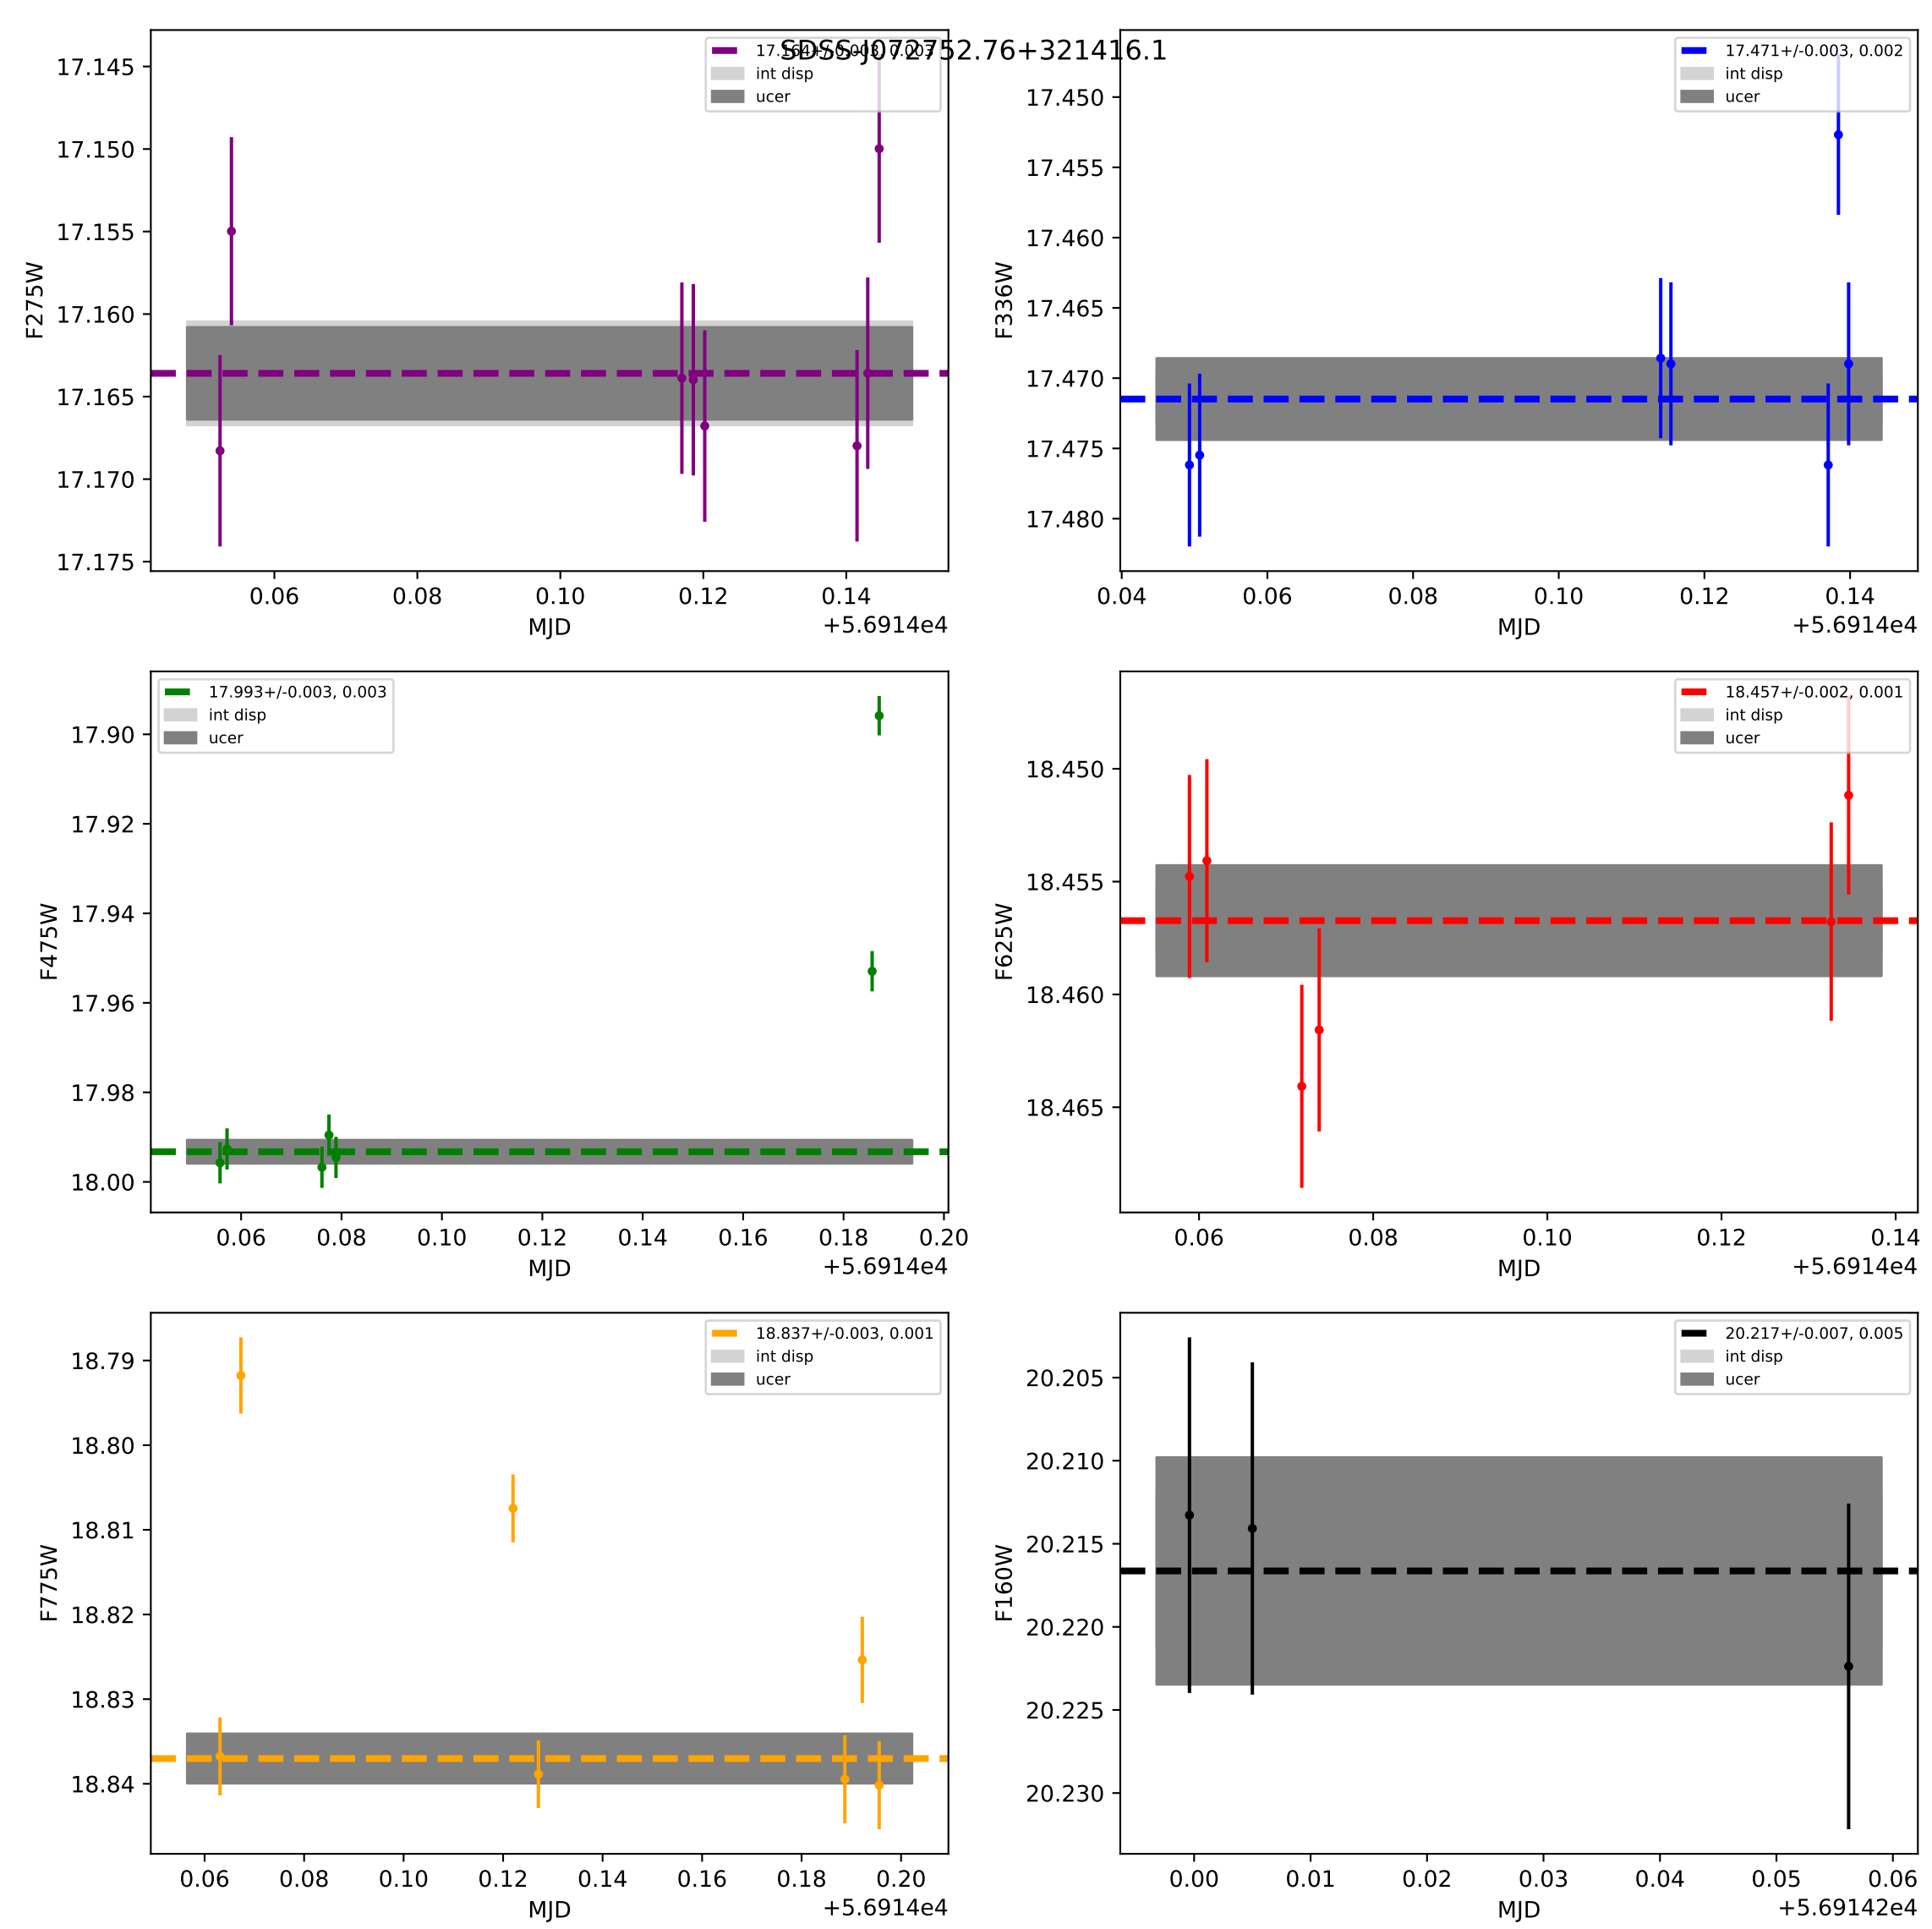 SDSS-J072752.76+321416.1
17.164+/-0.003, 0.003
int disp
ucer
17.145
17.150
17.155
17.160
17.165
17.170
17.175
F275W
0.06 0.08 0.10 0.12 0.14
+5.6914e4
MJD
17.471+/-0.003, 0.002
int disp
ucer
17.450
17.455
17.460
17.465
17.470
17.475
17.480
F336W
0.04 0.06 0.08 0.10 0.12 0.14
+5.6914e4
MJD
17.993+/-0.003, 0.003
int disp
ucer
17.90
17.92
17.94
17.96
17.98
18.00
F475W
0.06 0.08 0.10 0.12 0.14 0.16 0.18 0.20
+5.6914e4
MJD
18.457+/-0.002, 0.001
int disp
ucer
18.450
18.455
18.460
18.465
F625W
0.06 0.08 0.10 0.12 0.14
+5.6914e4
MJD
18.837+/-0.003, 0.001
int disp
ucer
18.79
18.80
18.81
18.82
18.83
18.84
F775W
0.06 0.08 0.10 0.12 0.14 0.16 0.18 0.20
+5.6914e4
MJD
20.217+/-0.007, 0.005
int disp
ucer
20.205
20.210
20.215
20.220
20.225
20.230
F160W
0.00 0.01 0.02 0.03 0.04 0.05 0.06
+5.69142e4
MJD